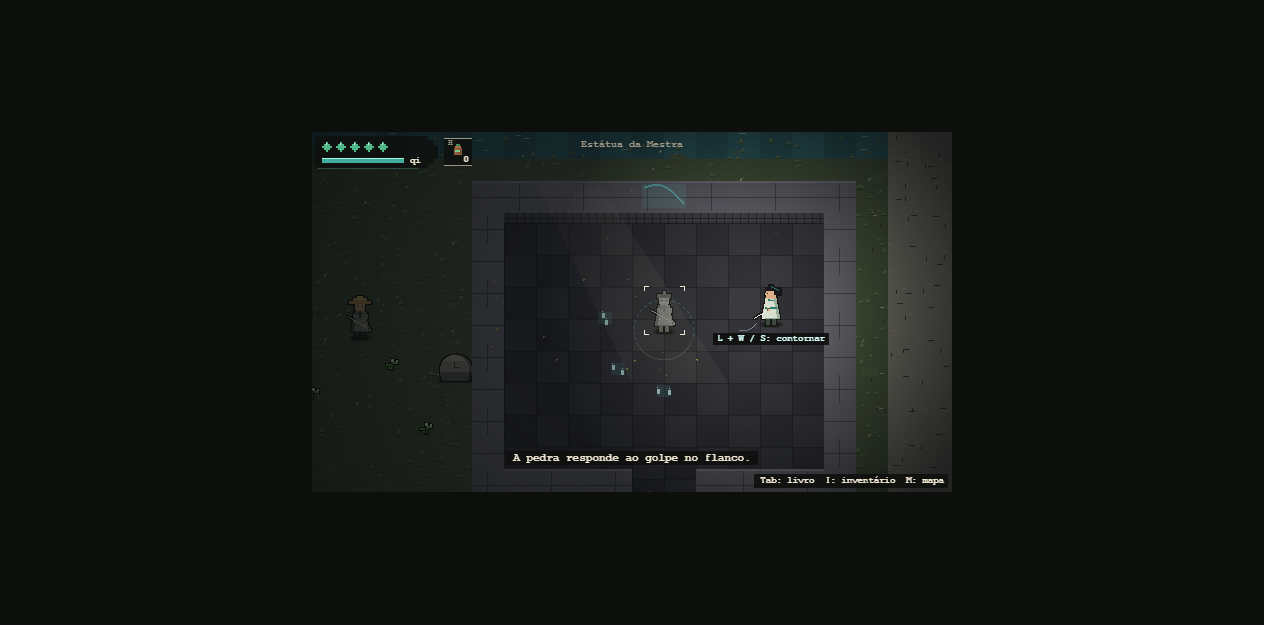 Estátua da Mestra
H
qi
0
L + W / S: contornar
A pedra responde ao golpe no flanco.
Tab: livro I: inventário M: mapa